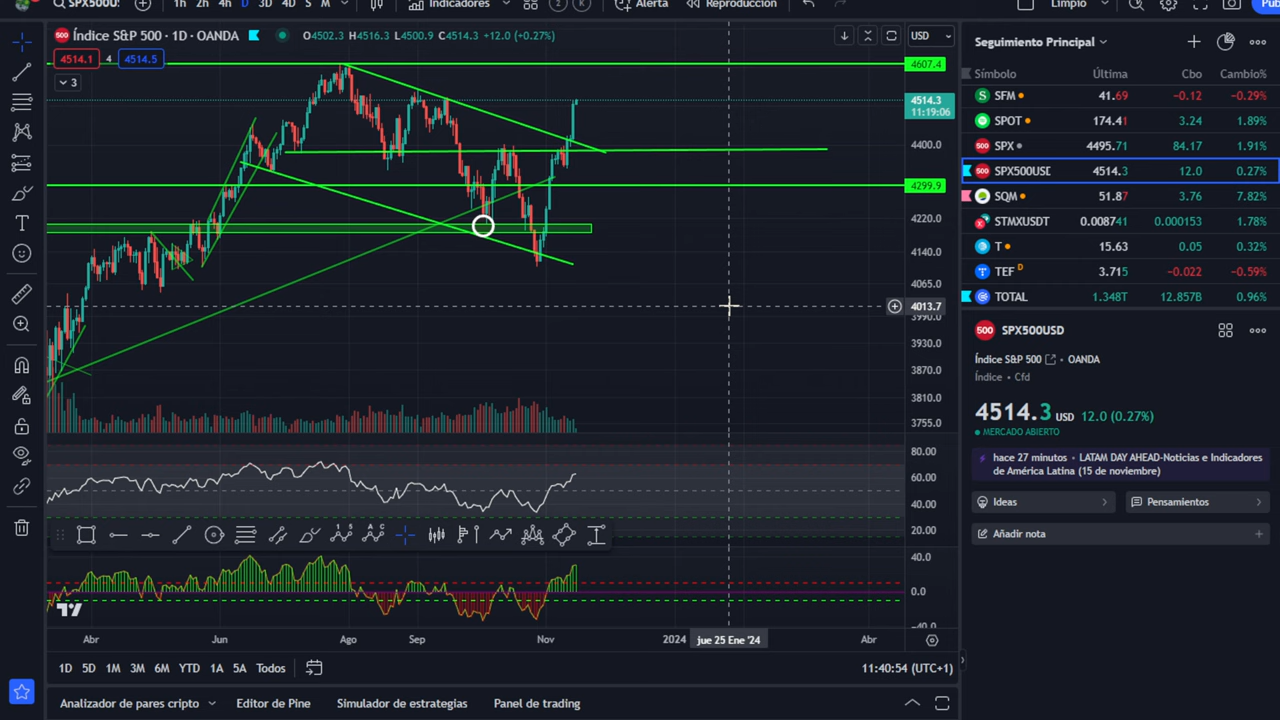 SPX500U:
1h 2h 4h D 3D 4D S M
Indicadores
Alerta
Reproducción
Limpio
Índice S&P 500 · 1D · OANDA
O4502.3 H4516.3 L4500.9 C4514.3 +12.0 (+0.27%)
4514.1 4 4514.5
3
USD
4607.4
4514.3
11:19:06
4400.0
4299.9
4220.0
4140.0
4065.0
4013.7
3990.0
3930.0
3870.0
3810.0
3755.0
80.00
60.00
40.00
20.00
40.0
0.0
−40.0
Abr Jun Ago Sep Nov 2024 jue 25 Ene '24 Abr
1D 5D 1M 3M 6M YTD 1A 5A Todos
11:40:54 (UTC+1)
Analizador de pares cripto Editor de Pine Simulador de estrategias Panel de trading
Seguimiento Principal
Símbolo Última Cbo Cambio%
SFM 41.69 −0.12 −0.29%
SPOT 174.41 3.24 1.89%
SPX 4495.71 84.17 1.91%
SPX500USD 4514.3 12.0 0.27%
SQM 51.87 3.76 7.82%
STMXUSDT 0.008741 0.000153 1.78%
T 15.63 0.05 0.32%
TEF D 3.715 −0.022 −0.59%
TOTAL 1.348T 12.857B 0.96%
500 SPX500USD
Índice S&P 500 · OANDA
Índice · Cfd
4514.3 USD 12.0 (0.27%)
MERCADO ABIERTO
hace 27 minutos · LATAM DAY AHEAD-Noticias e Indicadores
de América Latina (15 de noviembre)
Ideas
Pensamientos
Añadir nota